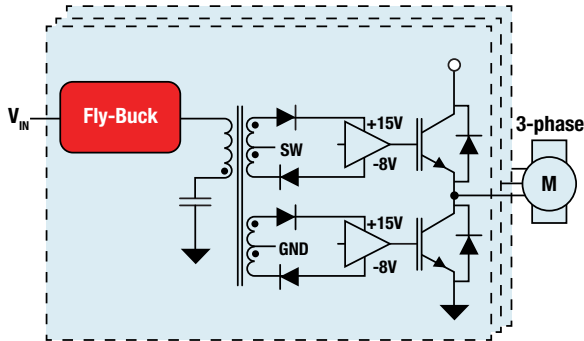 V_IN
Fly-Buck
+15V
SW
-8V
3-phase
M
+15V
GND
-8V